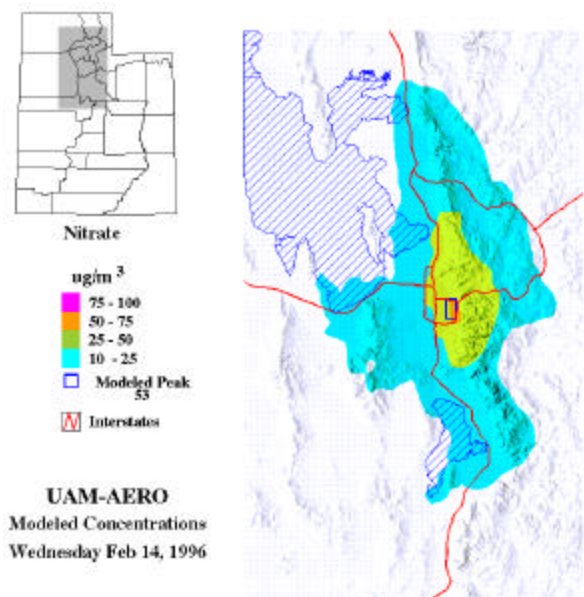 Nitrate
ug/m 3
75 - 100
50 - 75
25 - 50
10 - 25
Modeled Peak
53
Interstates
UAM-AERO
Modeled Concentrations
Wednesday Feb 14, 1996